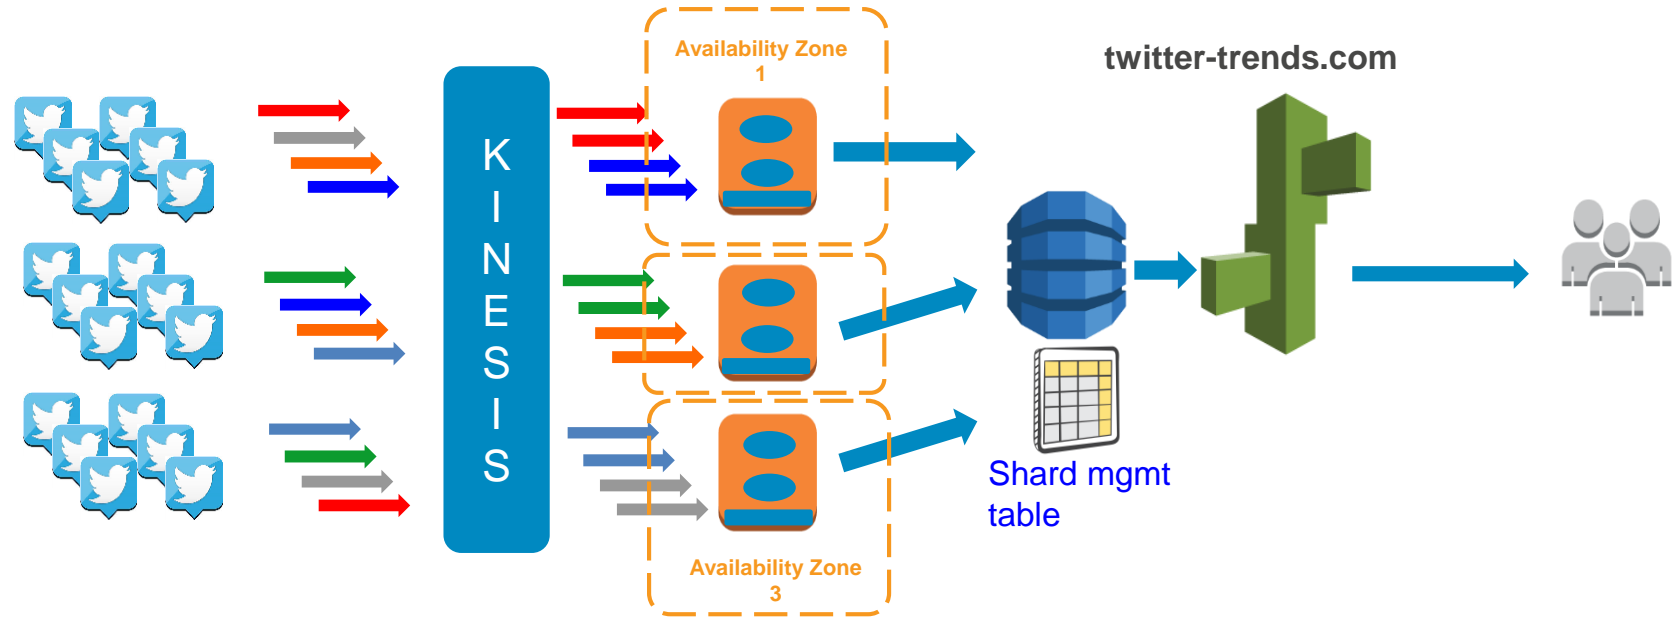 Availability Zone
1
twitter-trends.com
K
I
N
E
S
I
S
Shard mgmt
table
Availability Zone
3